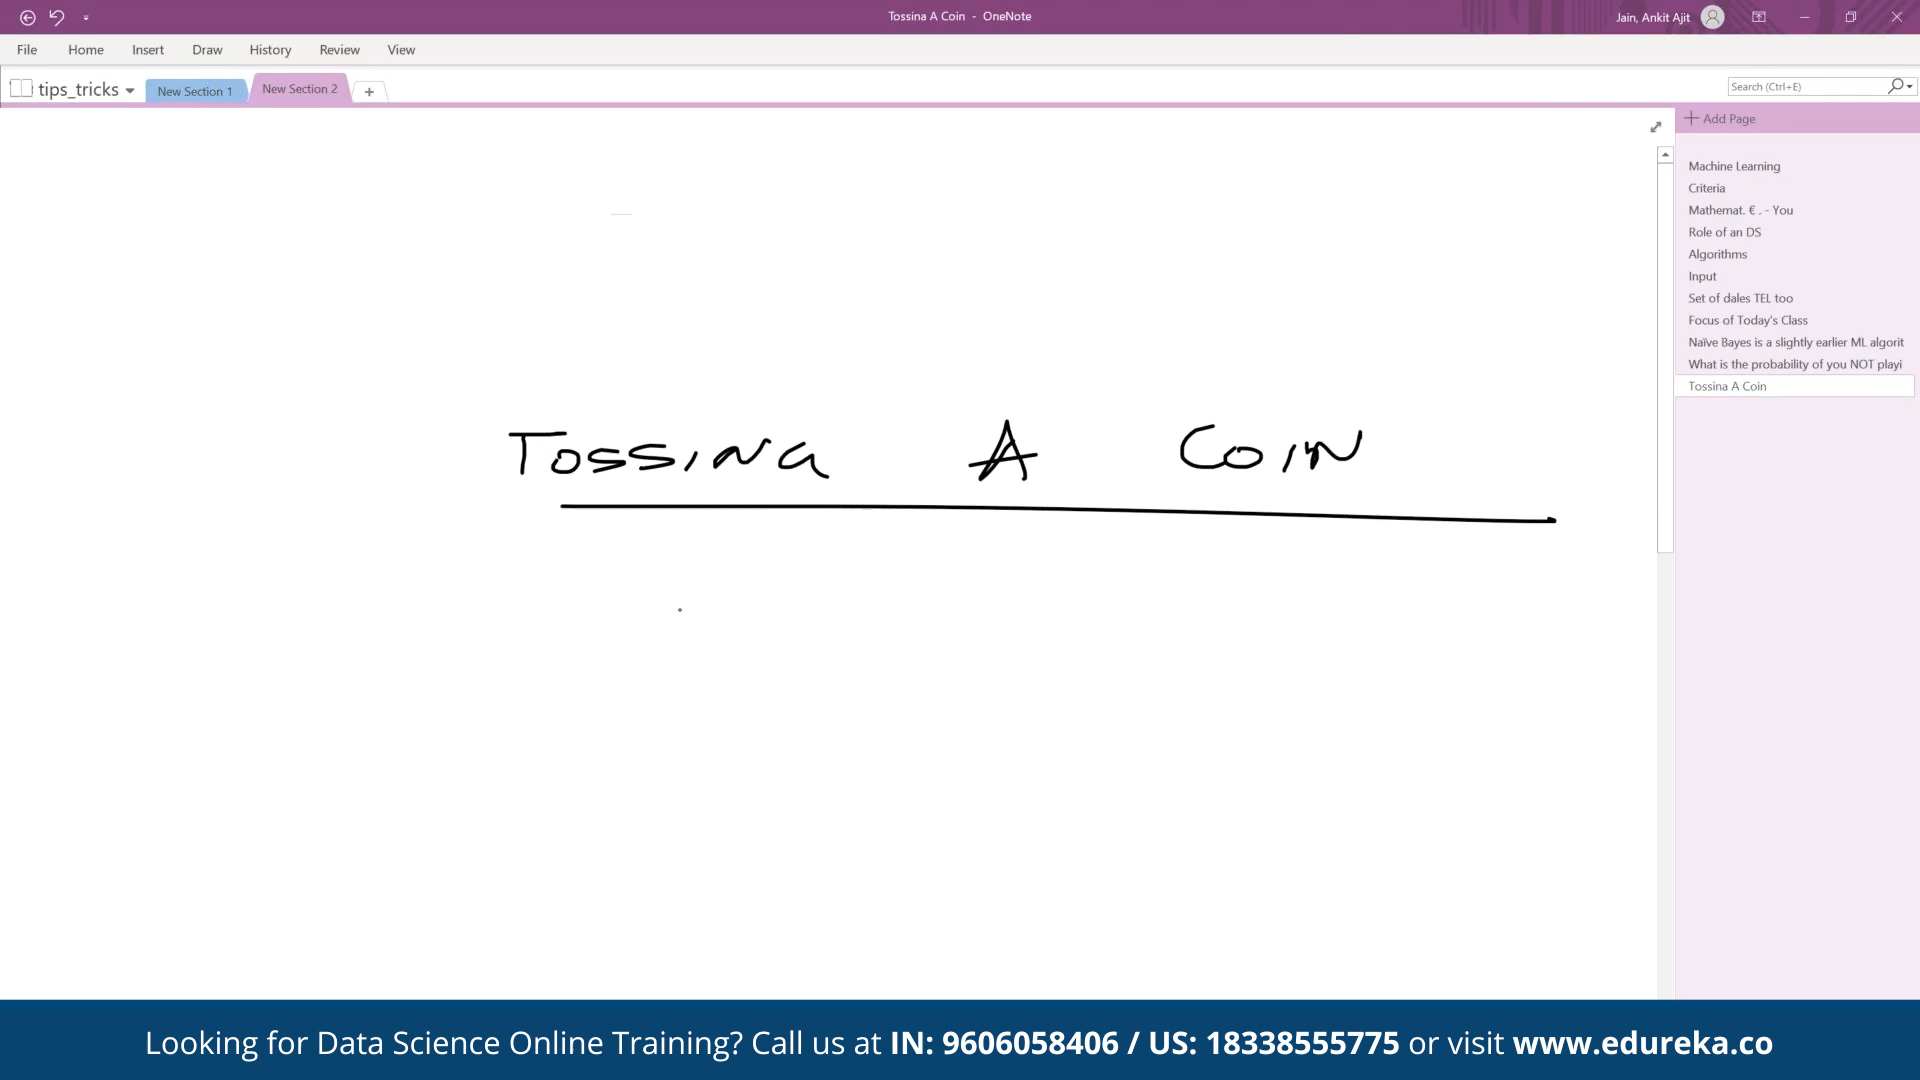 Tossina A Coin - OneNote
Jain, Ankit Ajit
File Home Insert Draw History Review View
tips_tricks New Section 1 New Section 2 +
Search (Ctrl+E)
Add Page
Machine Learning
Criteria
Mathemat. € . - You
Role of an DS
Algorithms
Input
Set of dales TEL too
Focus of Today's Class
Naïve Bayes is a slightly earlier ML algorit
What is the probability of you NOT playi
Tossina A Coin
TOSSING A COIN
Looking for Data Science Online Training? Call us at IN: 9606058406 / US: 18338555775 or visit www.edureka.co